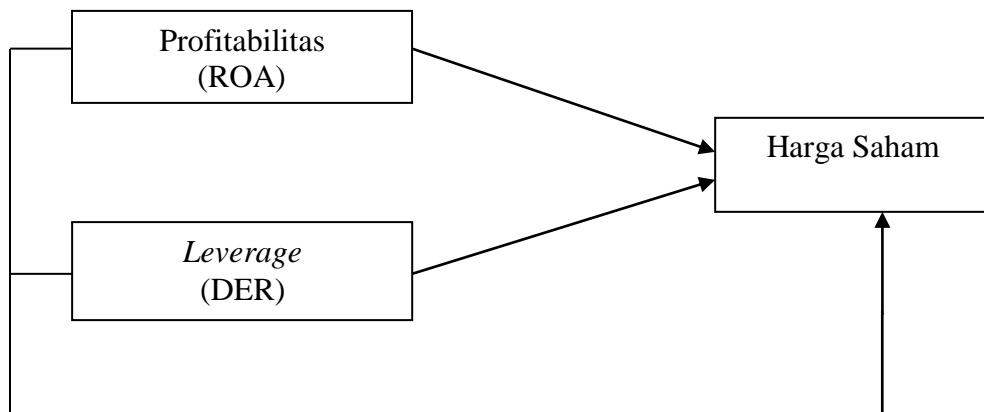 Profitabilitas
(ROA)
Harga Saham
Leverage
(DER)